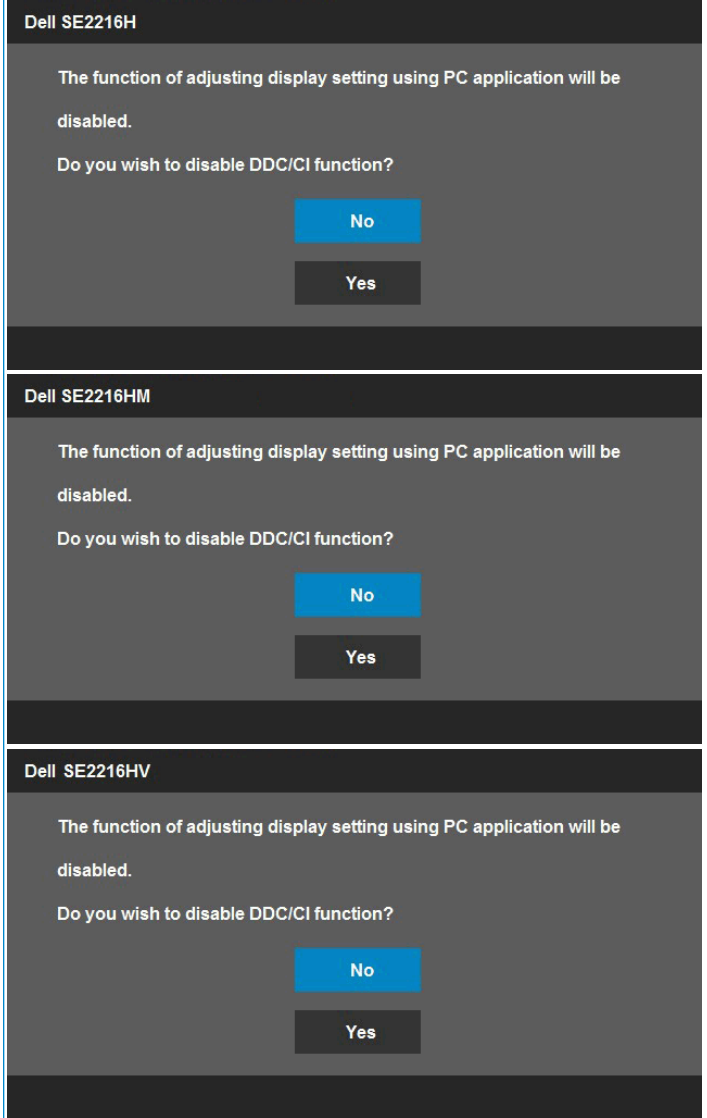 Dell SE2216H
The function of adjusting display setting using PC application will be
disabled.
Do you wish to disable DDC/CI function?
No
Yes
Dell SE2216HM
The function of adjusting display setting using PC application will be
disabled.
Do you wish to disable DDC/CI function?
No
Yes
Dell SE2216HV
The function of adjusting display setting using PC application will be
disabled.
Do you wish to disable DDC/CI function?
No
Yes